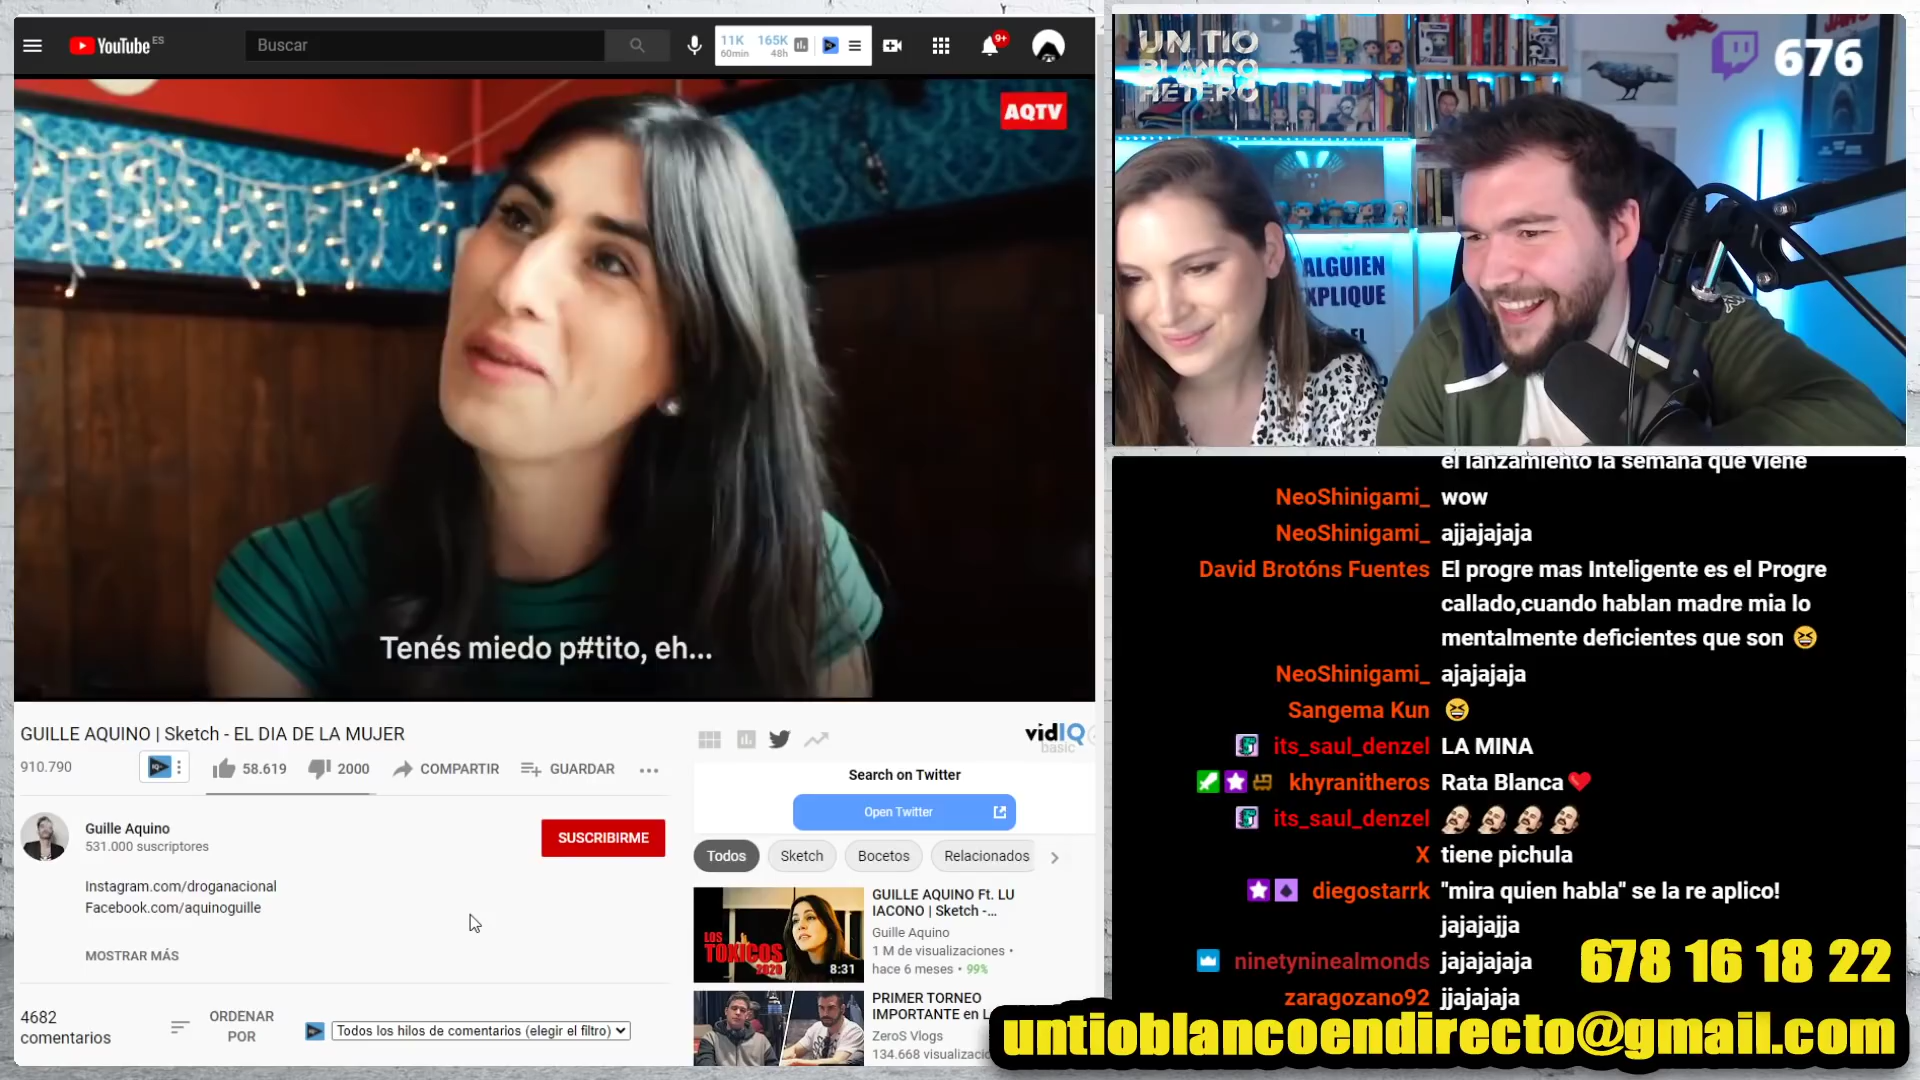 YouTube ES
Buscar
11K 165K
60min 48h
9+
AQTV
Tenés miedo p#tito, eh...
GUILLE AQUINO | Sketch - EL DIA DE LA MUJER
910.790
58.619
2000
COMPARTIR
GUARDAR
Guille Aquino
531.000 suscriptores
SUSCRIBIRME
Instagram.com/droganacional
Facebook.com/aquinoguille
MOSTRAR MÁS
4682
comentarios
ORDENAR
POR
Todos los hilos de comentarios (elegir el filtro)
vidIQ
basic
Search on Twitter
Open Twitter
Todos
Sketch
Bocetos
Relacionados
LOS
TOXICOS
2020
8:31
GUILLE AQUINO Ft. LU
IACONO | Sketch -...
Guille Aquino
1 M de visualizaciones •
hace 6 meses • 99%
PRIMER TORNEO
IMPORTANTE en L
ZeroS Vlogs
134.668 visualizaci
UN TIO
BLANCO
HETERO
676
ALGUIEN
XPLIQUE
EL
el lanzamiento la semana que viene
NeoShinigami_ wow
NeoShinigami_ ajjajajaja
David Brotóns Fuentes El progre mas Inteligente es el Progre
callado,cuando hablan madre mia lo
mentalmente deficientes que son 😆
NeoShinigami_ ajajajaja
Sangema Kun 😆
its_saul_denzel LA MINA
khyranitheros Rata Blanca❤️
its_saul_denzel
X tiene pichula
diegostarrk "mira quien habla" se la re aplico!
jajajajja
ninetyninealmonds jajajajaja
zaragozano92 jjajajaja
678 16 18 22
untioblancoendirecto@gmail.com